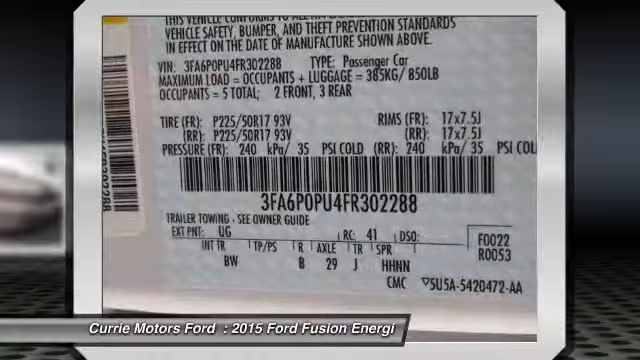 THIS VEHICLE CONFORMS TO ALL
VEHICLE SAFETY, BUMPER, AND THEFT PREVENTION STANDARDS
IN EFFECT ON THE DATE OF MANUFACTURE SHOWN ABOVE.
VIN: 3FA6P0PU4FR302288 TYPE: Passenger Car
MAXIMUM LOAD = OCCUPANTS + LUGGAGE = 385KG/ 850LB
OCCUPANTS = 5 TOTAL; 2 FRONT, 3 REAR
TIRE (FR): P225/50R17 93V RIMS (FR): 17x7.5J
(RR): P225/50R17 93V (RR): 17x7.5J
PRESSURE (FR): 240 kPa/ 35 PSI COLD (RR): 240 kPa/ 35 PSI COL
3FA6P0PU4FR302288
TRAILER TOWING - SEE OWNER GUIDE
EXT PNT: UG RC: 41 DSO: F0022
INT TR TP/PS R AXLE TR SPR R0053
BW B 29 J HHNN
CMC ▽5U5A-5420472-AA
Currie Motors Ford : 2015 Ford Fusion Energi